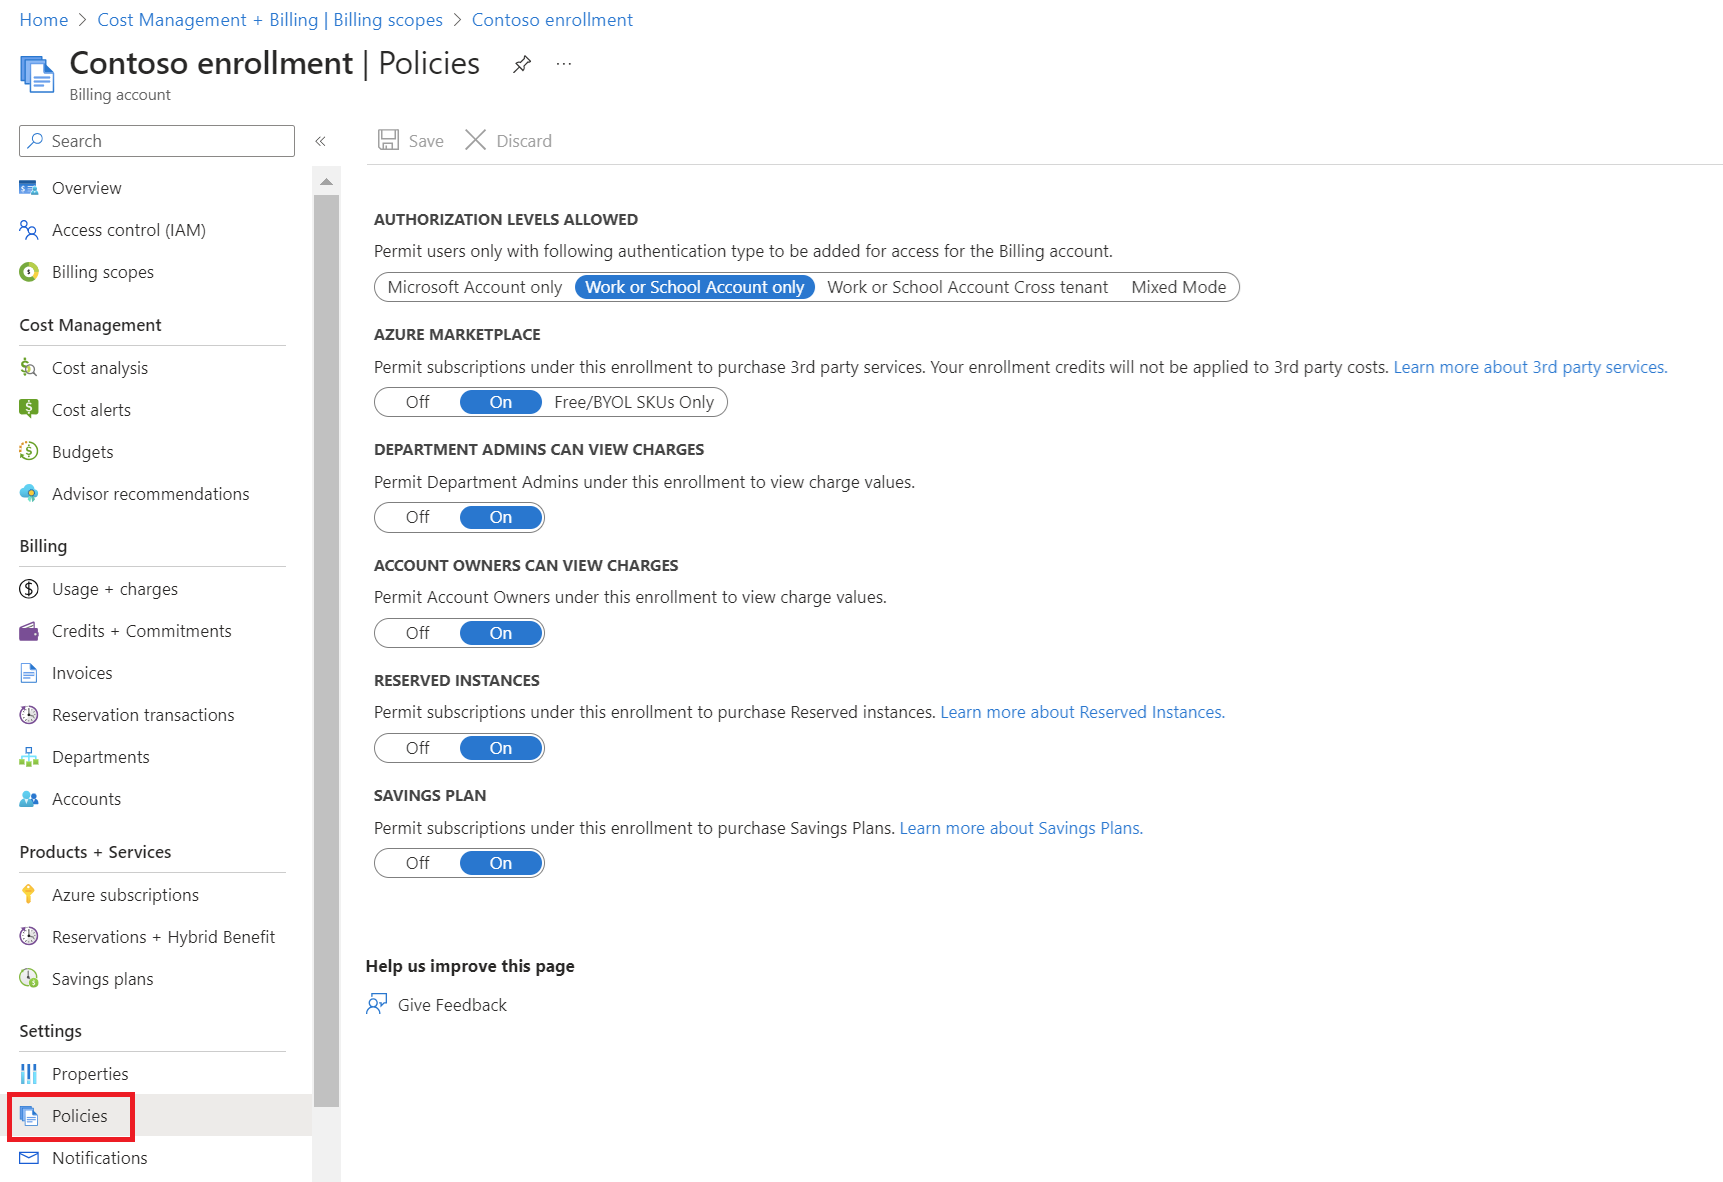 Home > Cost Management + Billing | Billing scopes > Contoso enrollment
Contoso enrollment | Policies
Billing account
Search
Save Discard
Overview
Access control (IAM)
Billing scopes
Cost Management
Cost analysis
Cost alerts
Budgets
Advisor recommendations
Billing
Usage + charges
Credits + Commitments
Invoices
Reservation transactions
Departments
Accounts
Products + Services
Azure subscriptions
Reservations + Hybrid Benefit
Savings plans
Settings
Properties
Policies
Notifications
AUTHORIZATION LEVELS ALLOWED
Permit users only with following authentication type to be added for access for the Billing account.
Microsoft Account only Work or School Account only Work or School Account Cross tenant Mixed Mode
AZURE MARKETPLACE
Permit subscriptions under this enrollment to purchase 3rd party services. Your enrollment credits will not be applied to 3rd party costs. Learn more about 3rd party services.
Off On Free/BYOL SKUs Only
DEPARTMENT ADMINS CAN VIEW CHARGES
Permit Department Admins under this enrollment to view charge values.
Off On
ACCOUNT OWNERS CAN VIEW CHARGES
Permit Account Owners under this enrollment to view charge values.
Off On
RESERVED INSTANCES
Permit subscriptions under this enrollment to purchase Reserved instances. Learn more about Reserved Instances.
Off On
SAVINGS PLAN
Permit subscriptions under this enrollment to purchase Savings Plans. Learn more about Savings Plans.
Off On
Help us improve this page
Give Feedback